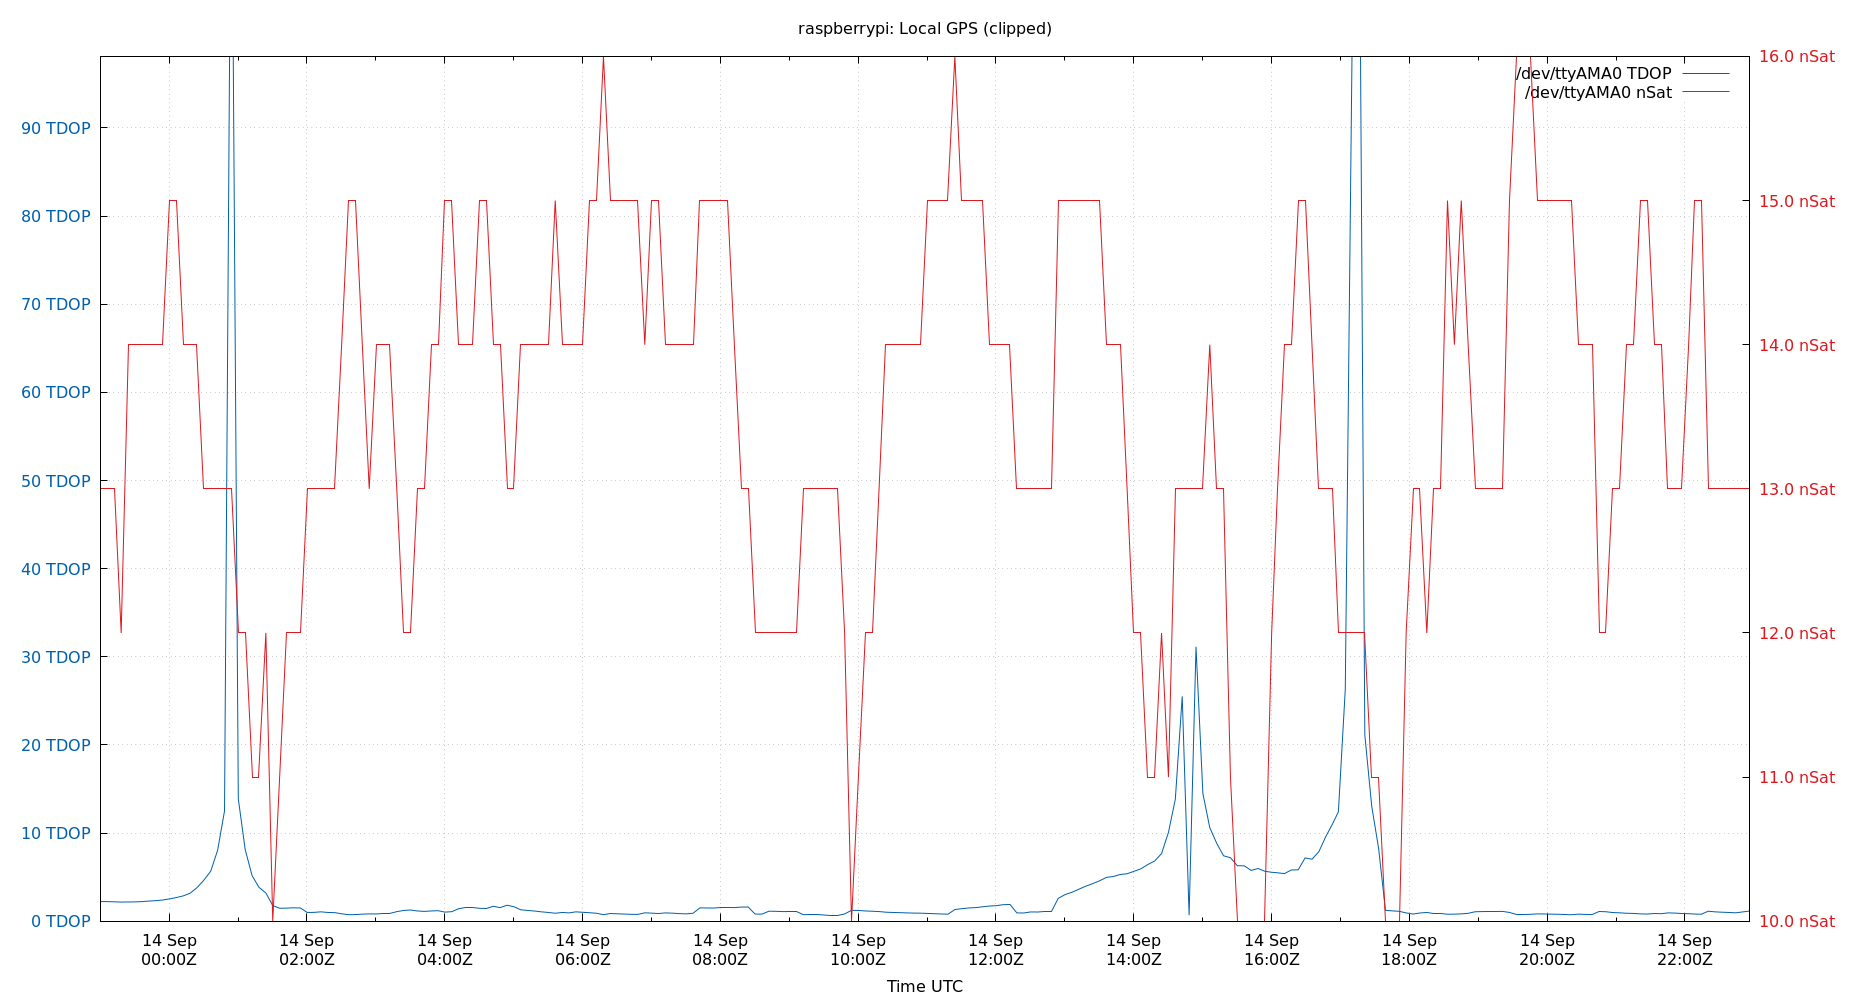 raspberrypi: Local GPS (clipped)
16.0 nSat
/dev/ttyAMA0 TDOP
/dev/ttyAMA0 nSat
90 TDOP
80 TDOP
15.0 nSat
70 TDOP
14.0 nSat
60 TDOP
50 TDOP
13.0 nSat
40 TDOP
12.0 nSat
30 TDOP
20 TDOP
11.0 nSat
10 TDOP
0 TDOP
10.0 nSat
14 Sep 14 Sep 14 Sep 14 Sep 14 Sep 14 Sep 14 Sep 14 Sep 14 Sep 14 Sep 14 Sep 14 Sep
00:00Z 02:00Z 04:00Z 06:00Z 08:00Z 10:00Z 12:00Z 14:00Z 16:00Z 18:00Z 20:00Z 22:00Z
Time UTC